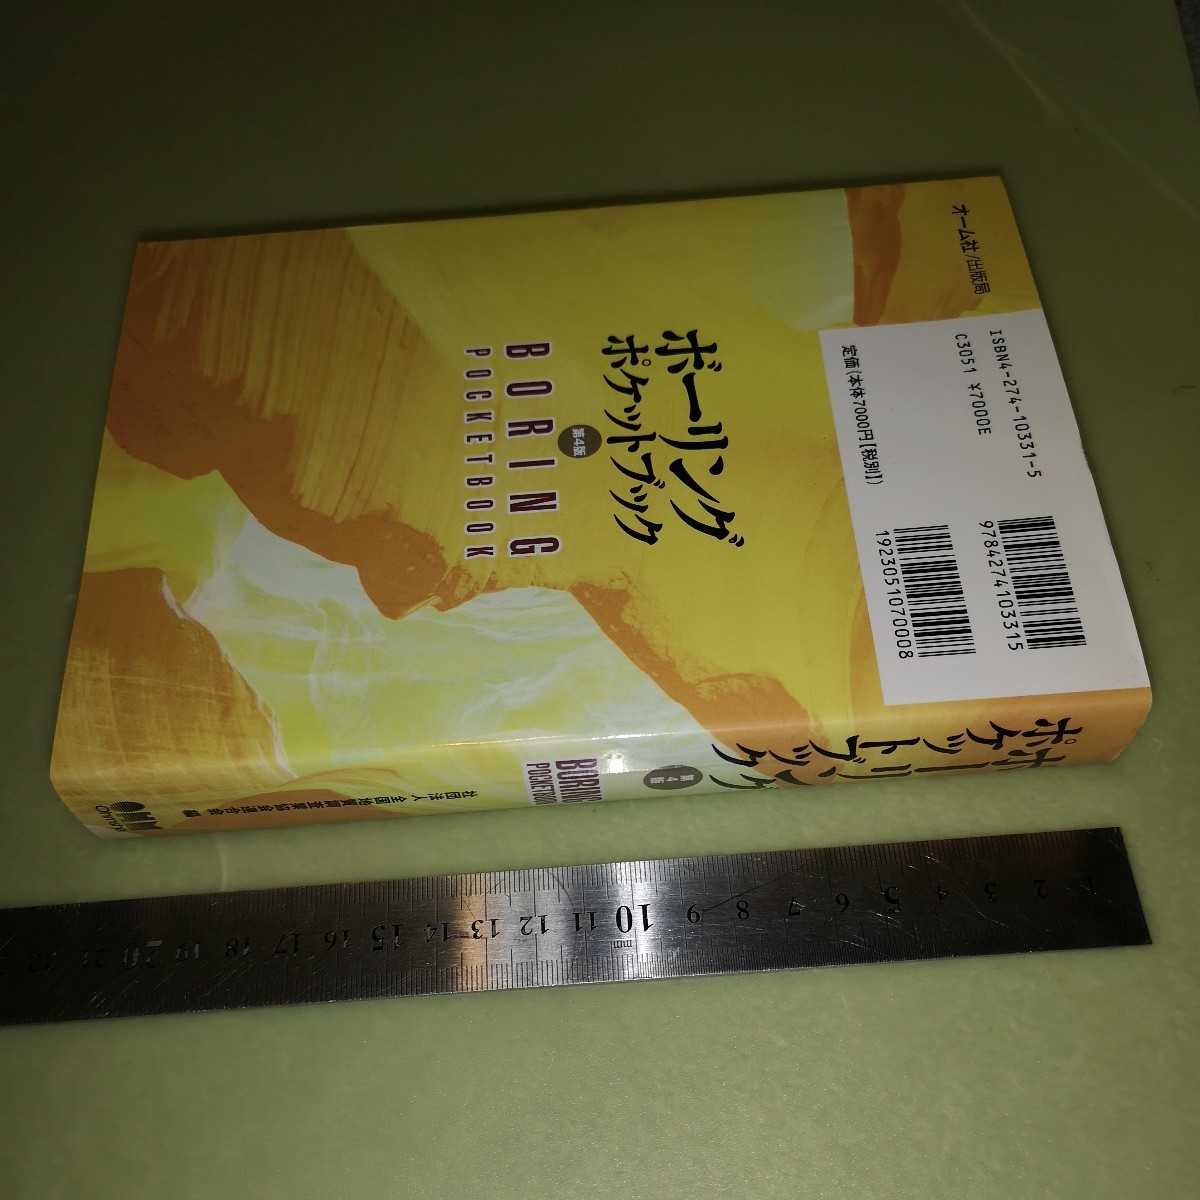 オーム社/出版局
ISBN4-274-10331-5
C3051 ¥7000E
定価(本体7000円【税別】)
9784274103315
1923051070008
ボーリング
ポケットブック
第4版
BORING
POCKETBOOK
ボーリング
ポケットブック
第4版
BORING
POCKETBOOK
社団法人 全国地質調査業協会連合会 編
1 2 3 4 5 6 7 8 9 10 11 12 13 14 15 16 17 18 19 20 21 22
mm